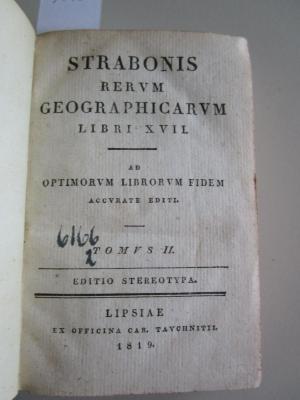 STRABONIS
RERVM
GEOGRAPHICARVM
LIBRI XVII.
AD
OPTIMORVM LIBRORVM FIDEM
ACCVRATE EDITI.
6166
2
TOMVS II.
EDITIO STEREOTYPA.
LIPSIAE
EX OFFICINA CAR. TAVCHNITII.
1819.